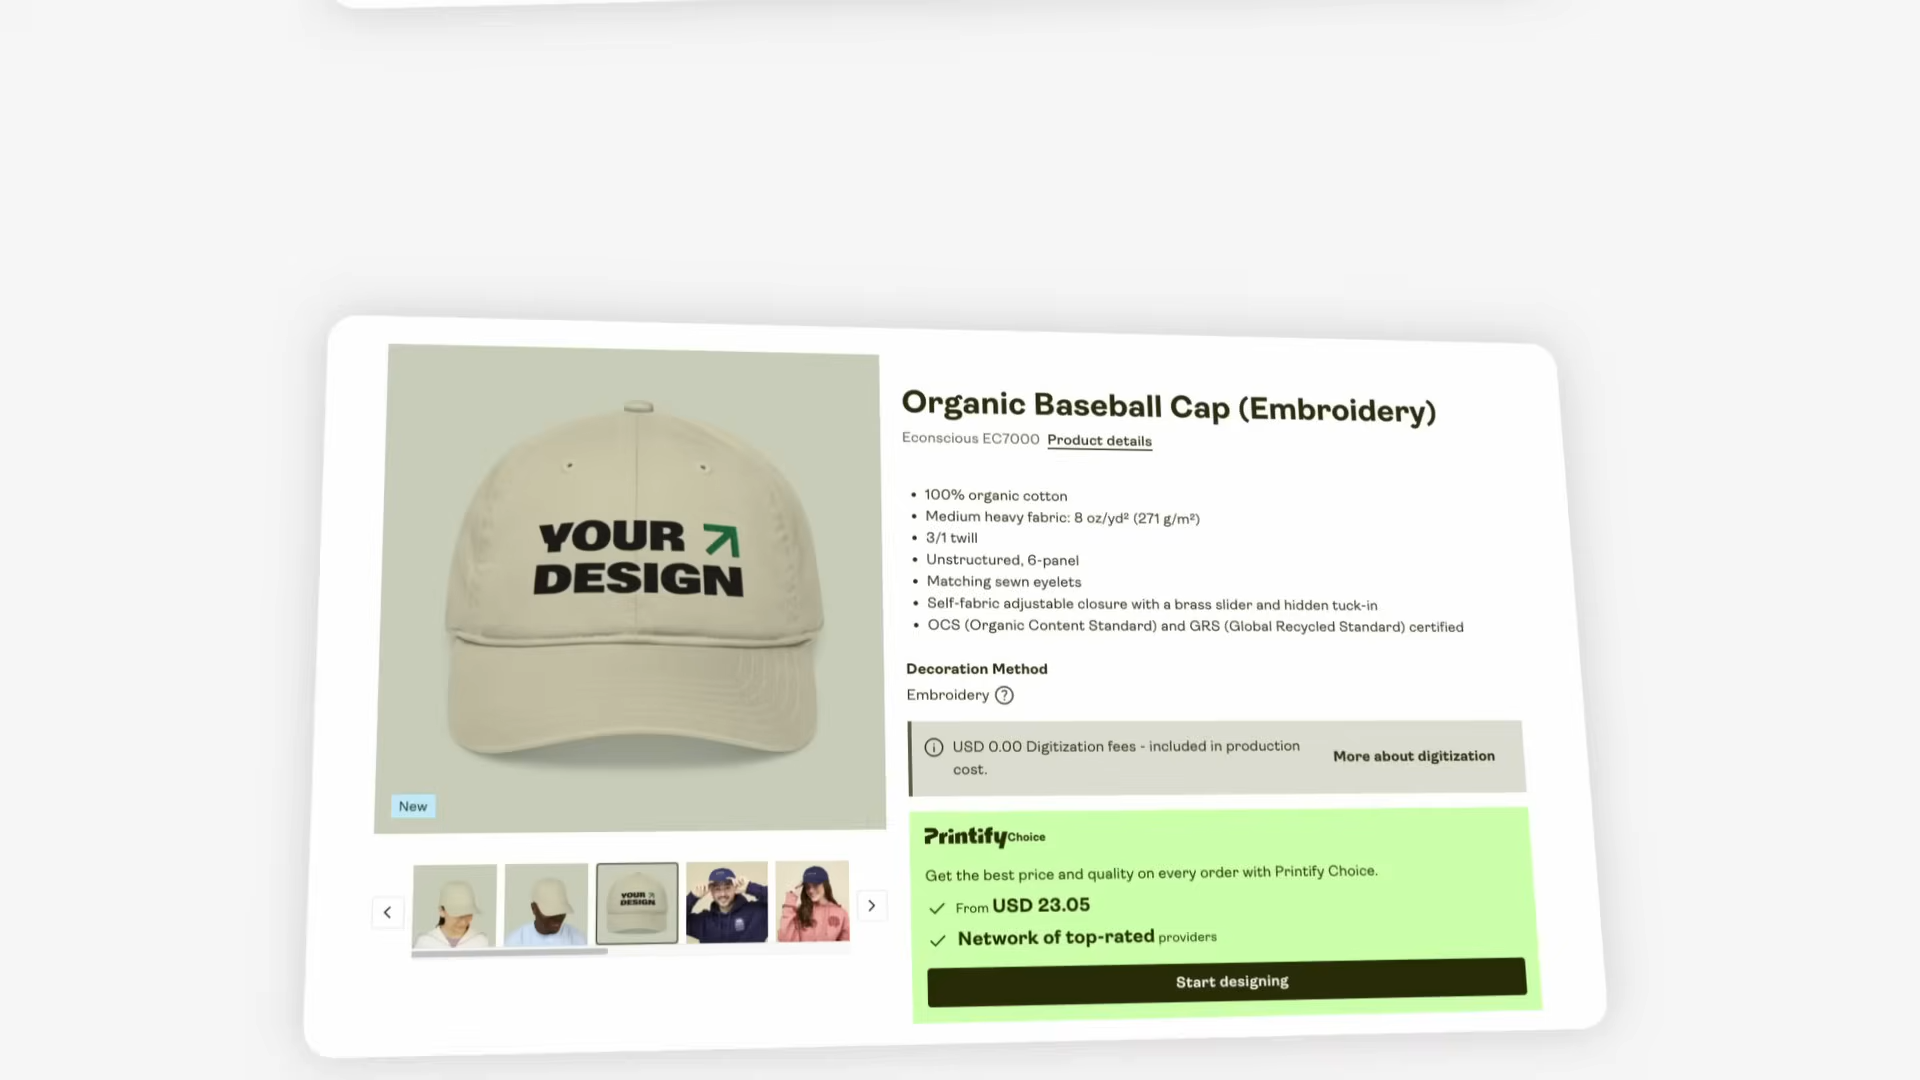 YOUR
DESIGN
New
YOUR
DESIGN
Organic Baseball Cap (Embroidery)
Econscious EC7000 Product details
• 100% organic cotton
• Medium heavy fabric: 8 oz/yd² (271 g/m²)
• 3/1 twill
• Unstructured, 6-panel
• Matching sewn eyelets
• Self-fabric adjustable closure with a brass slider and hidden tuck-in
• OCS (Organic Content Standard) and GRS (Global Recycled Standard) certified
Decoration Method
Embroidery ?
USD 0.00 Digitization fees - included in production
cost.
More about digitization
Printify Choice
Get the best price and quality on every order with Printify Choice.
From USD 23.05
Network of top-rated providers
Start designing